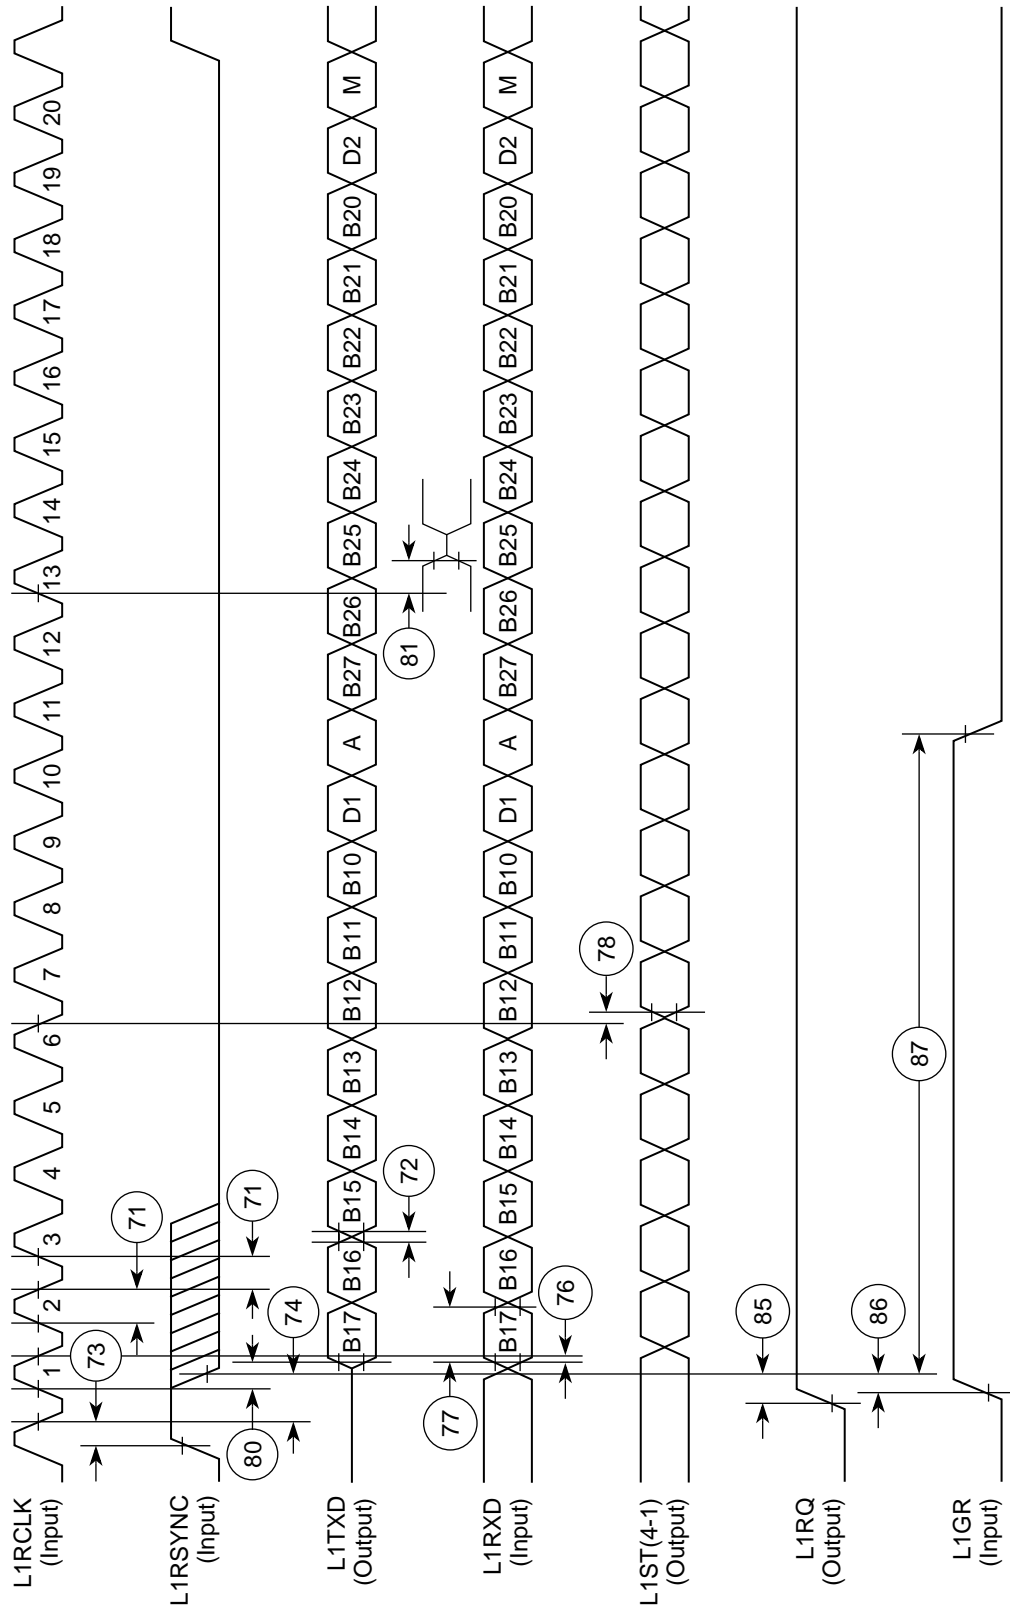 L1RCLK
(Input)
1 2 3 4 5 6 7 8 9 10 11 12 13 14 15 16 17 18 19 20
73
71
L1RSYNC
(Input)
80
74
71
L1TXD
(Output)
B17 B16 B15 B14 B13 B12 B11 B10 D1 A B27 B26 B25 B24 B23 B22 B21 B20 D2 M
72
81
77
L1RXD
(Input)
B17 B16 B15 B14 B13 B12 B11 B10 D1 A B27 B26 B25 B24 B23 B22 B21 B20 D2 M
76
78
L1ST(4-1)
(Output)
85
L1RQ
(Output)
86
87
L1GR
(Input)